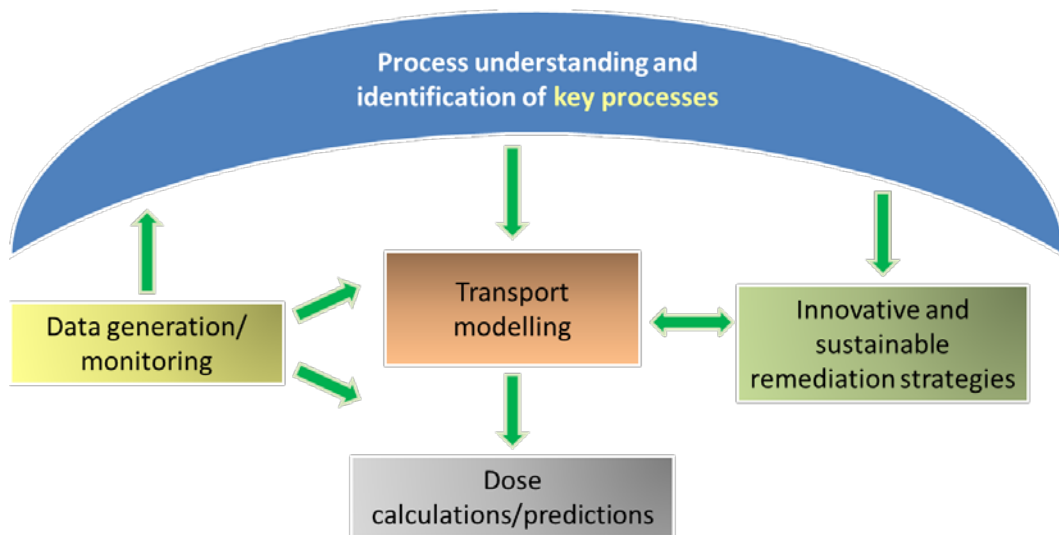 Process understanding and
identification of key processes
Data generation/
monitoring
Transport
modelling
Innovative and
sustainable
remediation strategies
Dose
calculations/predictions